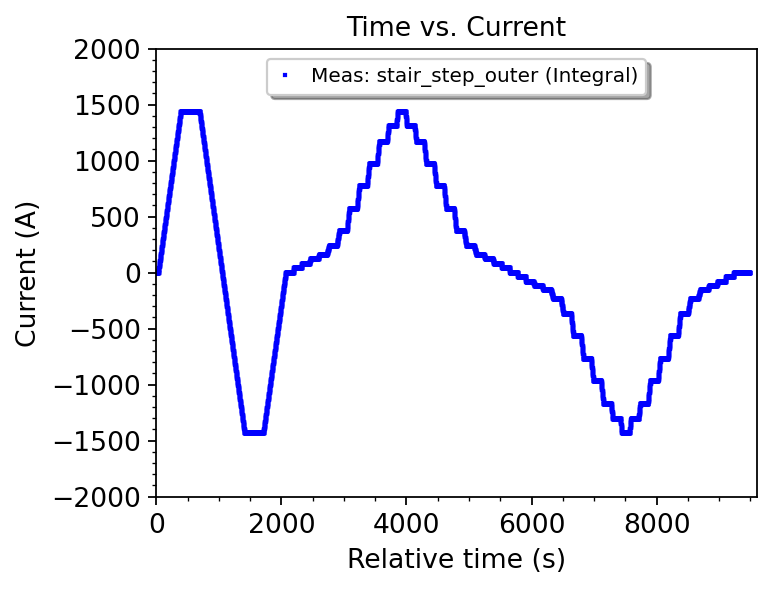 Time vs. Current
Meas: stair_step_outer (Integral)
2000
1500
1000
500
0
−500
−1000
−1500
−2000
Current (A)
0 2000 4000 6000 8000
Relative time (s)